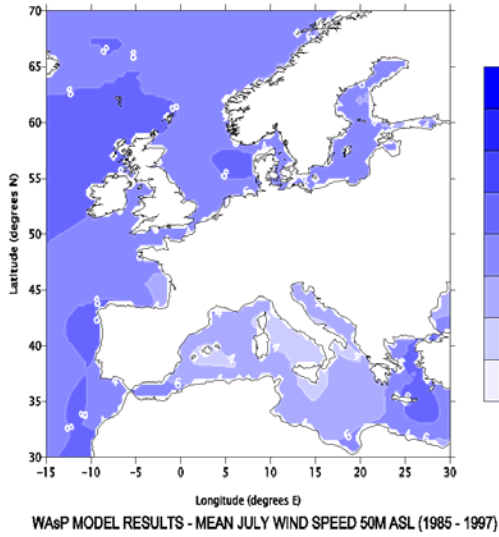 70
65
60
55
50
45
40
35
30
Latitude (degrees N)
-15 -10 -5 0 5 10 15 20 25 30
Longitude (degrees E)
WAsP MODEL RESULTS - MEAN JULY WIND SPEED 50M ASL (1985 - 1997)